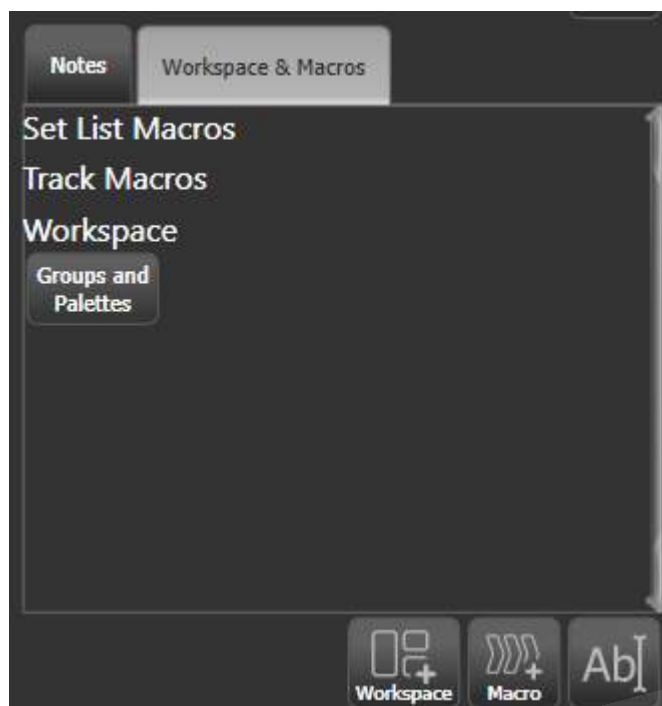 Notes
Workspace & Macros
Set List Macros
Track Macros
Workspace
Groups and
Palettes
Workspace
Macro
Ab